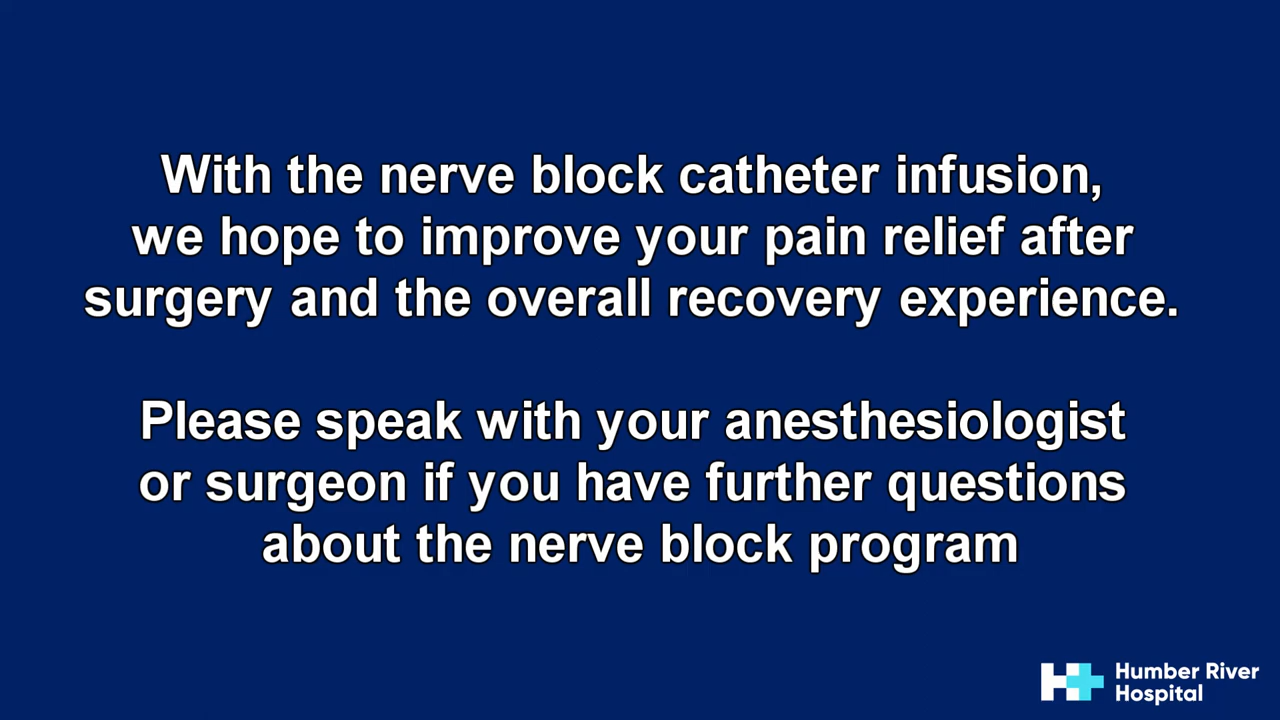 With the nerve block catheter infusion,
we hope to improve your pain relief after
surgery and the overall recovery experience.
Please speak with your anesthesiologist
or surgeon if you have further questions
about the nerve block program
Humber River
Hospital